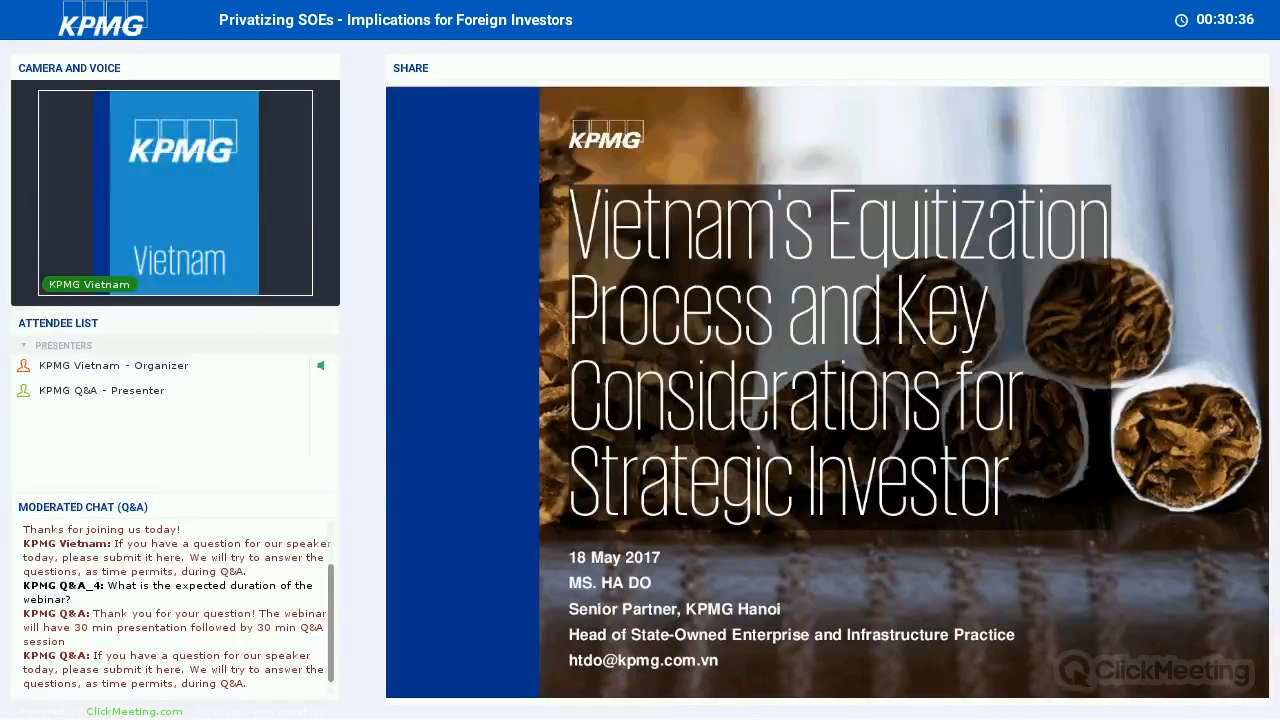 KPMG
Privatizing SOEs - Implications for Foreign Investors
00:30:36
CAMERA AND VOICE
KPMG
Vietnam
KPMG Vietnam
ATTENDEE LIST
PRESENTERS
KPMG Vietnam - Organizer
KPMG Q&A - Presenter
MODERATED CHAT (Q&A)
Thanks for joining us today!
KPMG Vietnam: If you have a question for our speaker
today, please submit it here. We will try to answer the
questions, as time permits, during Q&A.
KPMG Q&A_4: What is the expected duration of the
webinar?
KPMG Q&A: Thank you for your question! The webinar
will have 30 min presentation followed by 30 min Q&A
session
KPMG Q&A: If you have a question for our speaker
today, please submit it here. We will try to answer the
questions, as time permits, during Q&A.
ClickMeeting.com
SHARE
KPMG
Vietnam's Equitization
Process and Key
Considerations for
Strategic Investor
18 May 2017
MS. HA DO
Senior Partner, KPMG Hanoi
Head of State-Owned Enterprise and Infrastructure Practice
htdo@kpmg.com.vn
ClickMeeting